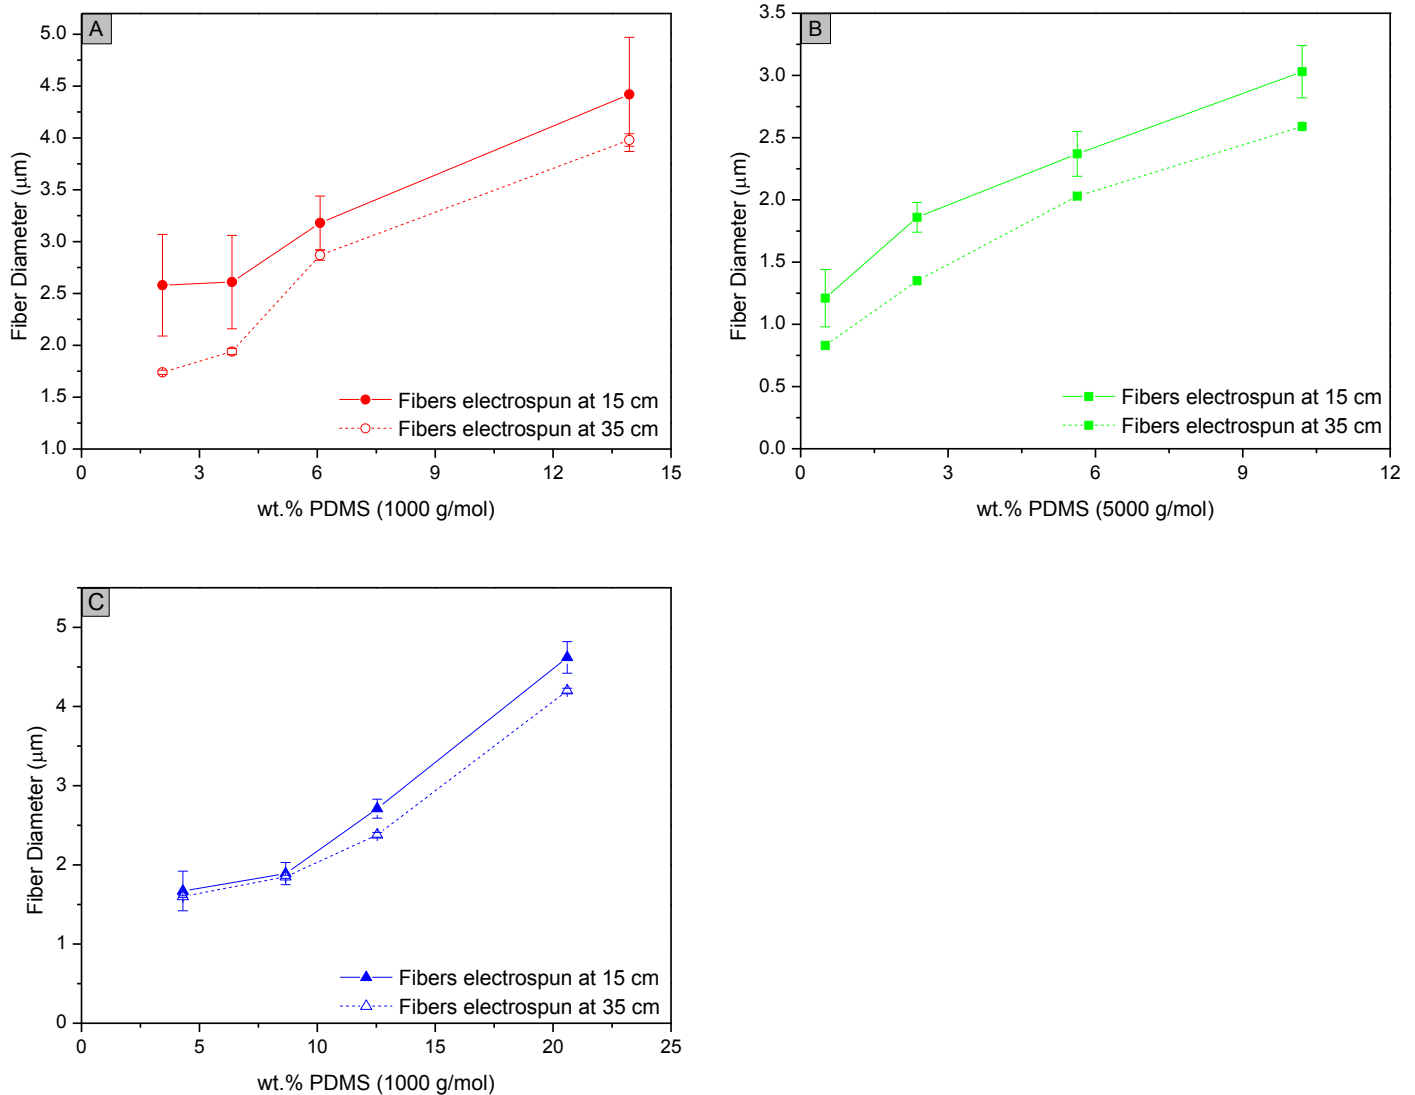 A
5.0
4.5
4.0
3.5
3.0
2.5
2.0
1.5
1.0
Fiber Diameter (μm)
0 3 6 9 12 15
wt.% PDMS (1000 g/mol)
Fibers electrospun at 15 cm
Fibers electrospun at 35 cm
B
3.5
3.0
2.5
2.0
1.5
1.0
0.5
0.0
Fiber Diameter (μm)
0 3 6 9 12
wt.% PDMS (5000 g/mol)
Fibers electrospun at 15 cm
Fibers electrospun at 35 cm
C
5
4
3
2
1
0
Fiber Diameter (μm)
0 5 10 15 20 25
wt.% PDMS (1000 g/mol)
Fibers electrospun at 15 cm
Fibers electrospun at 35 cm